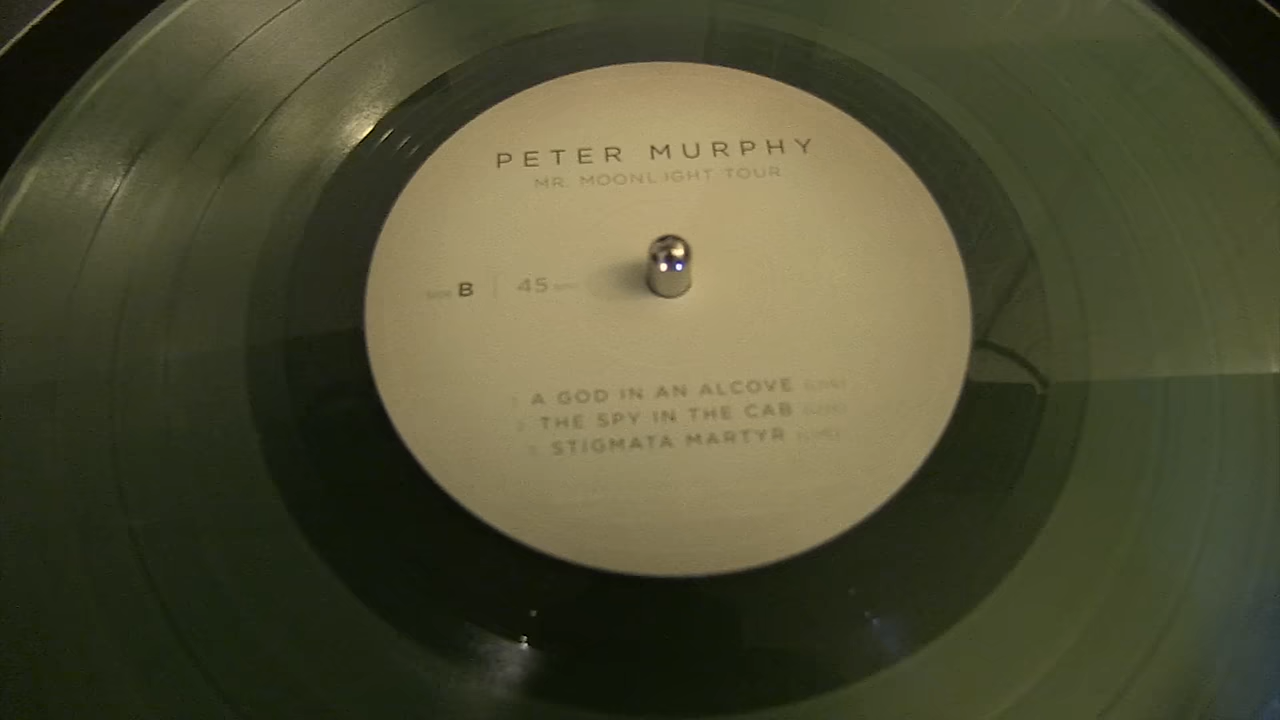 PETER MURPHY
MR. MOONLIGHT TOUR
B | 45
A GOD IN AN ALCOVE
THE SPY IN THE CAB
STIGMATA MARTYR